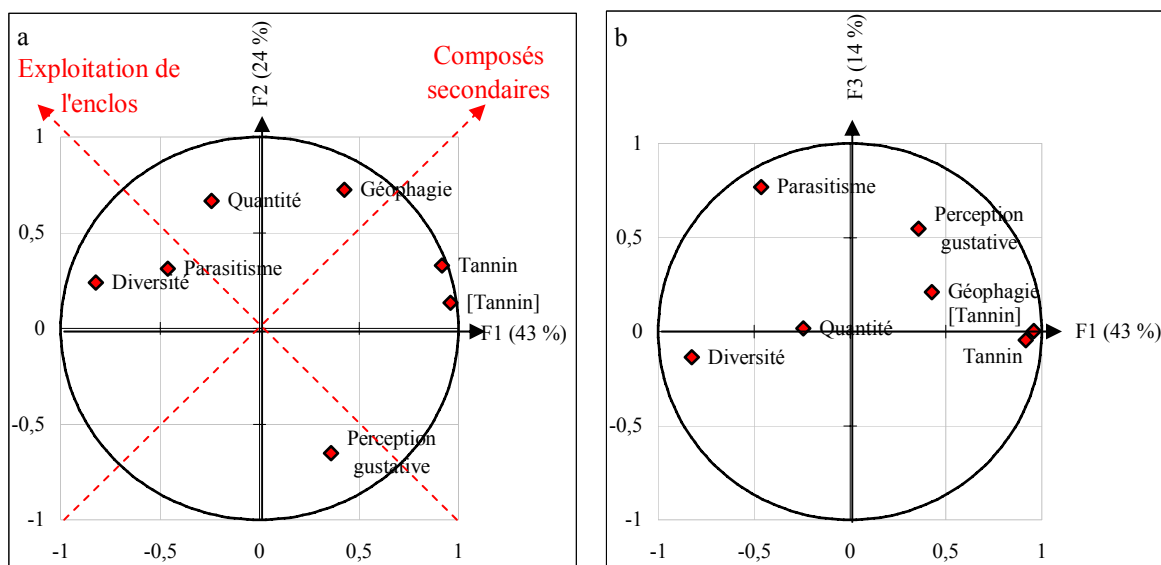 a
Exploitation de
l'enclos
F2 (24 %)
Composés
secondaires
1
Quantité
Géophagie
0,5
Parasitisme
Diversité
Tannin
[Tannin]
0
F1 (43 %)
-0,5
Perception
gustative
-1
-1
-0,5
0
0,5
1
b
F3 (14 %)
1
Parasitisme
Perception
gustative
0,5
Géophagie
[Tannin]
Quantité
0
F1 (43 %)
Diversité
Tannin
-0,5
-1
-1
-0,5
0
0,5
1